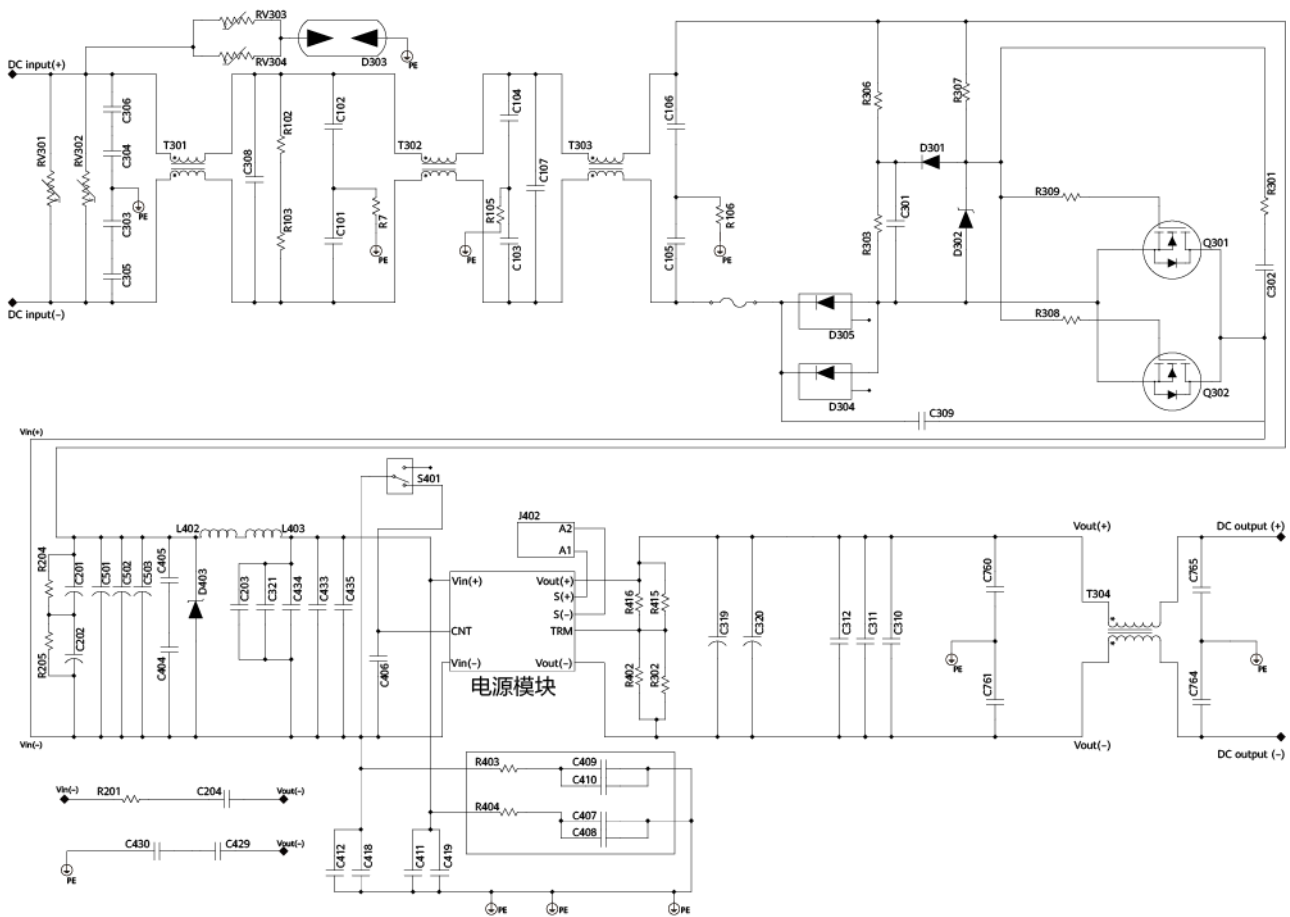 RV303
RV304
D303
PE
DC input(+)
RV301
RV302
C306
C304
C303
C305
PE
T301
C308
R102
R103
C102
C101
R7
PE
T302
C104
R105
C103
PE
C107
T303
C106
C105
R106
PE
R306
R307
D301
R303
C301
D302
R309
Q301
R301
C302
R308
Q302
D305
D304
C309
DC input(−)
Vin(+)
S401
L402
L403
J402
A2
A1
Vout(+)
DC output (+)
R204
C201
C501
C502
C503
C405
D403
C203
C321
C434
C433
C435
Vin(+)
Vout(+)
S(+)
S(−)
CNT
TRM
Vin(−)
Vout(−)
电源模块
R416
R415
R402
R302
C319
C320
C312
C311
C310
C760
PE
C761
T304
C765
PE
C764
R205
C202
C404
C406
Vin(−)
Vout(−)
DC output (−)
Vin(−)
R201
C204
Vout(−)
PE
C430
C429
Vout(−)
R403
C409
C410
R404
C407
C408
C412
C418
C411
C419
PE
PE
PE